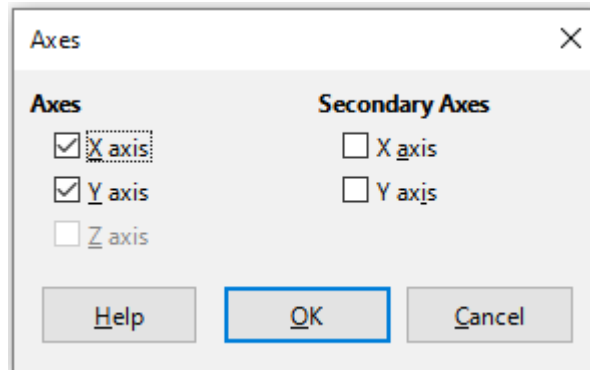 Axes
Axes
X axis
Y axis
Z axis
Secondary Axes
X axis
Y axis
Help
OK
Cancel